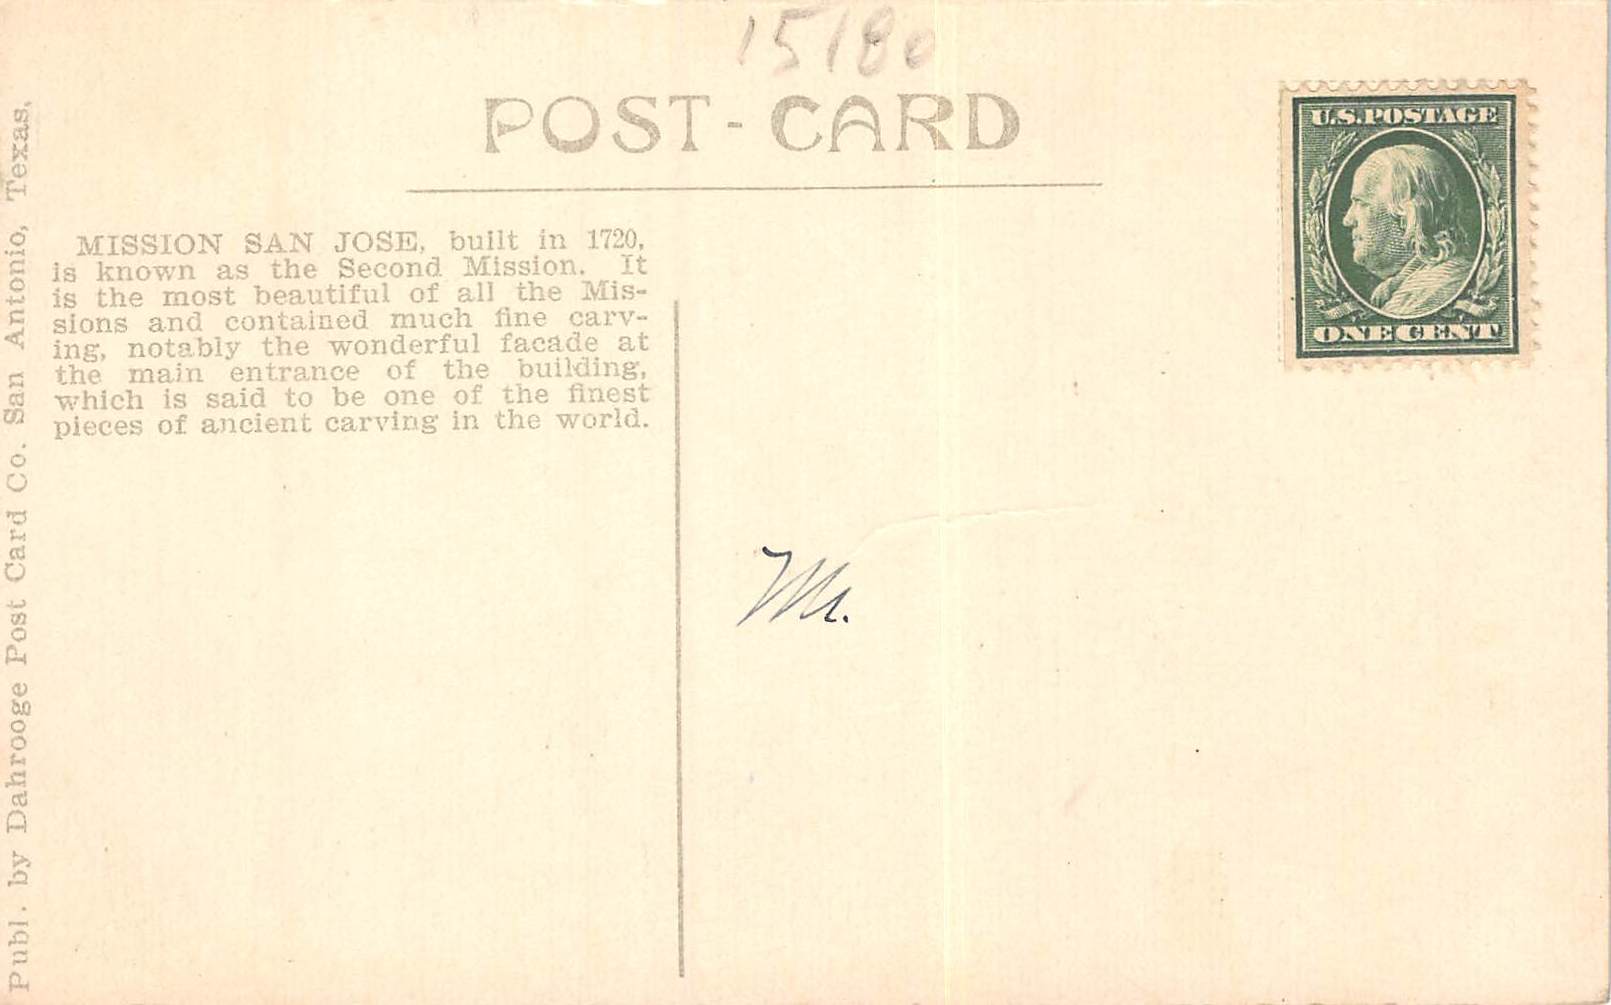 15180
POST-CARD
U.S.POSTAGE
ONE CENT
MISSION SAN JOSE, built in 1720,
is known as the Second Mission. It
is the most beautiful of all the Mis-
sions and contained much fine carv-
ing, notably the wonderful facade at
the main entrance of the building,
which is said to be one of the finest
pieces of ancient carving in the world.
Mr.
Publ. by Dahrooge Post Card Co. San Antonio, Texas.